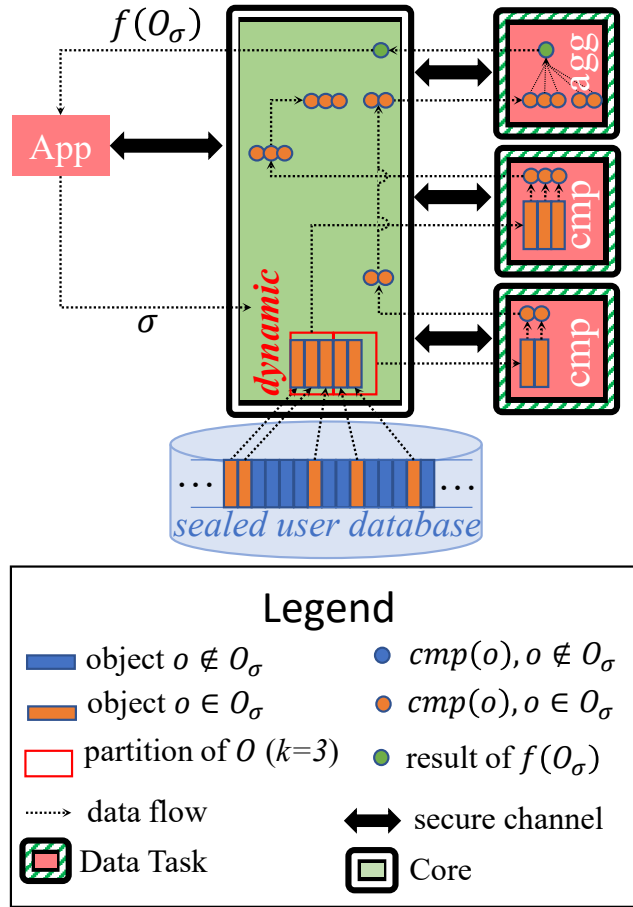 f(O_σ)
agg
App
cmp
dynamic
σ
cmp
... ...
sealed user database
Legend
object o ∉ O_σ
cmp(o), o ∉ O_σ
object o ∈ O_σ
cmp(o), o ∈ O_σ
partition of O (k=3)
result of f(O_σ)
data flow
secure channel
Data Task
Core